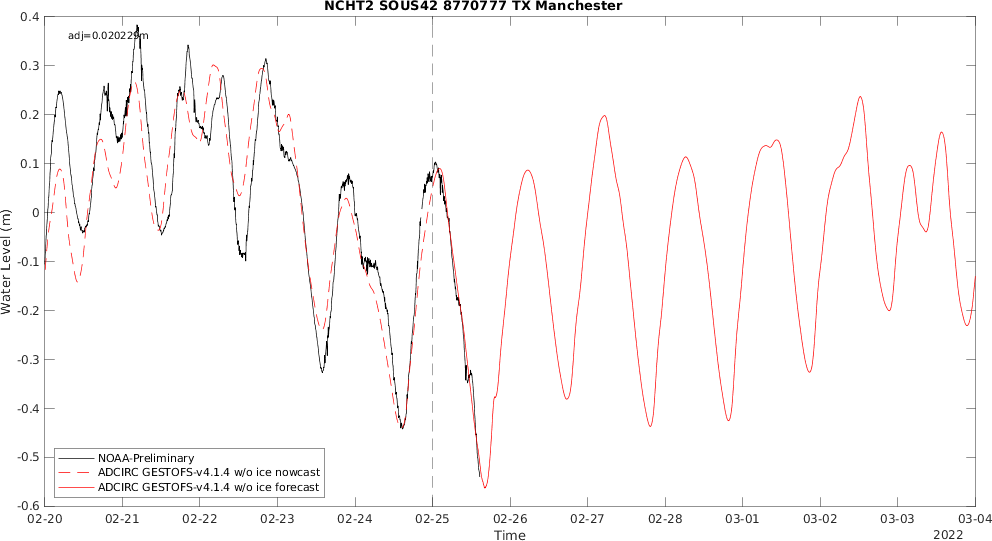 NCHT2 SOUS42 8770777 TX Manchester
adj=0.020229m
0.4
0.3
0.2
0.1
0
-0.1
-0.2
-0.3
-0.4
-0.5
-0.6
Water Level (m)
NOAA-Preliminary
ADCIRC GESTOFS-v4.1.4 w/o ice nowcast
ADCIRC GESTOFS-v4.1.4 w/o ice forecast
02-20 02-21 02-22 02-23 02-24 02-25 02-26 02-27 02-28 03-01 03-02 03-03 03-04
Time
2022